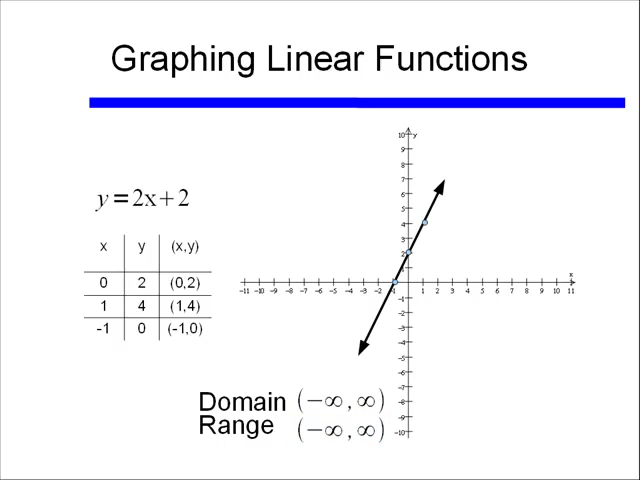 Graphing Linear Functions
y = 2x + 2
x y (x,y)
0 2 (0,2)
1 4 (1,4)
-1 0 (-1,0)
y
10
9
8
7
6
5
4
3
2
1
x
-11 -10 -9 -8 -7 -6 -5 -4 -3 -2 -1 1 2 3 4 5 6 7 8 9 10 11
-1
-2
-3
-4
-5
-6
-7
-8
-9
-10
Domain (−∞ , ∞)
Range (−∞ , ∞)